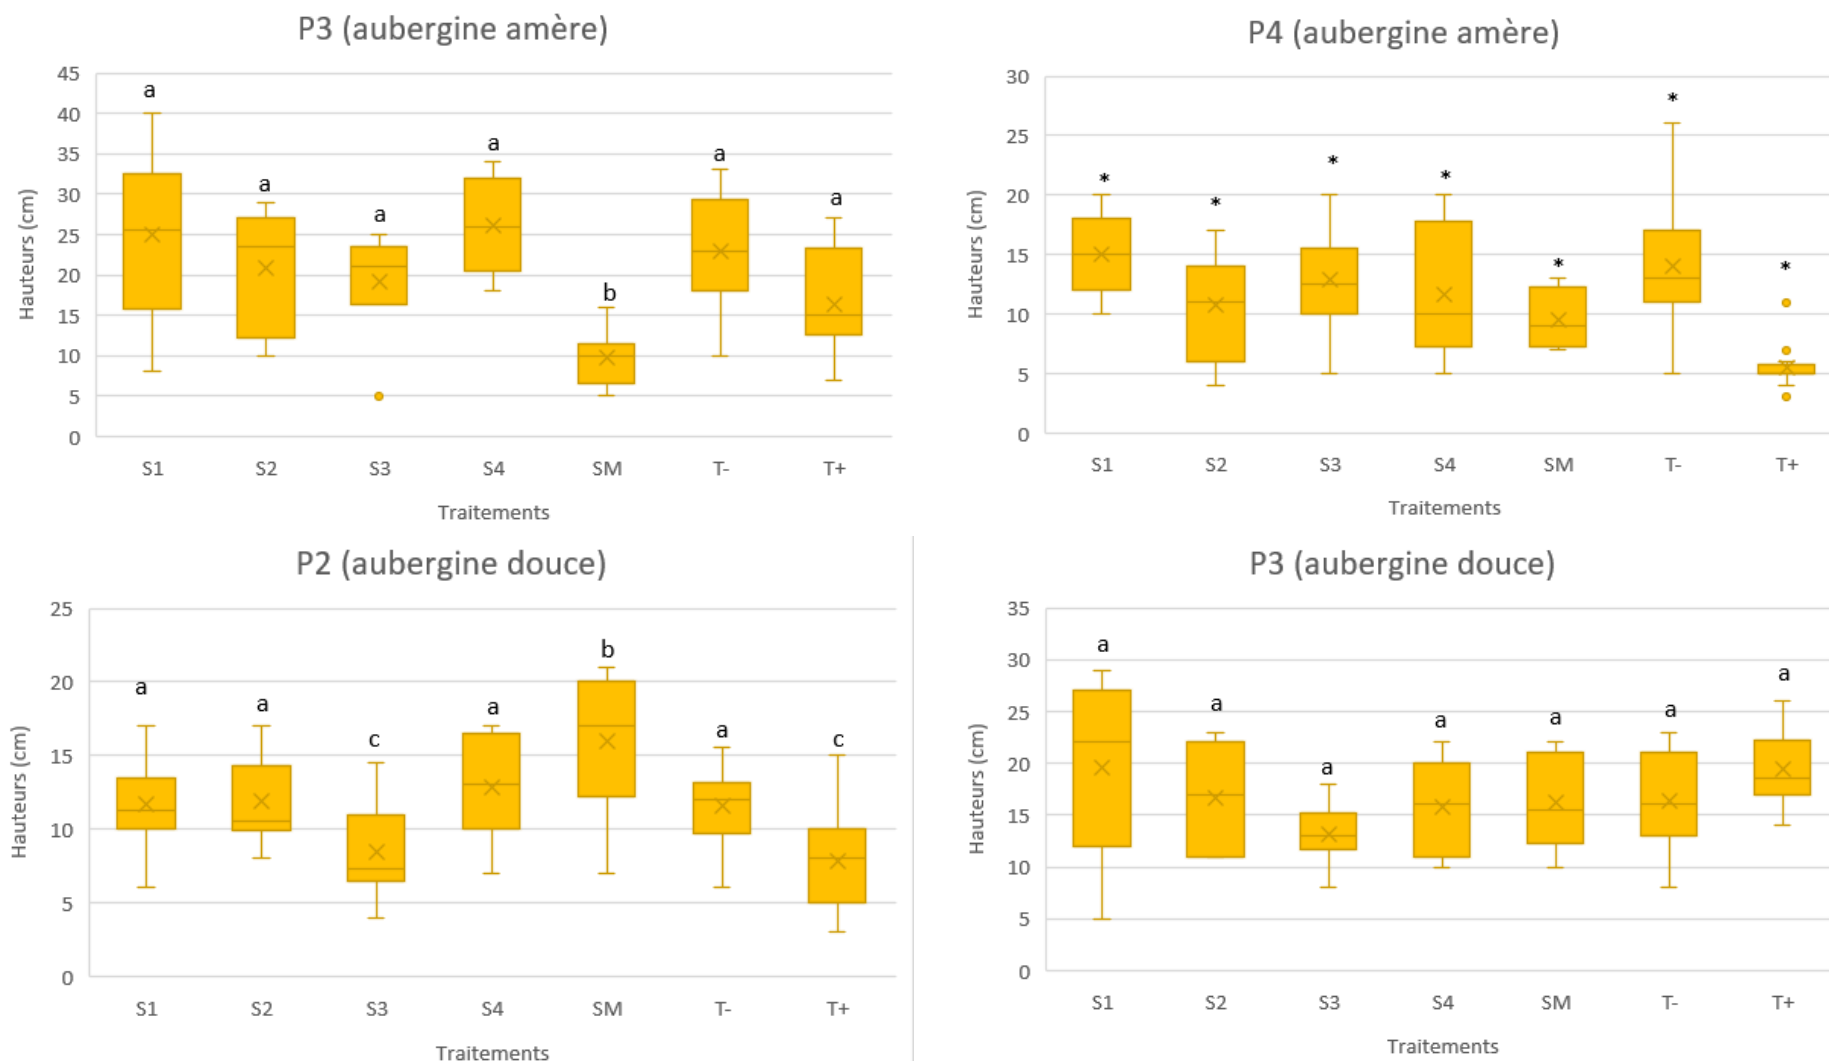 P3 (aubergine amère)
45
40
35
30
25
20
15
10
5
0
Hauteurs (cm)
a
a
a
a
b
a
a
S1 S2 S3 S4 SM T- T+
Traitements
P4 (aubergine amère)
30
25
20
15
10
5
0
Hauteurs (cm)
*
*
*
*
*
*
*
S1 S2 S3 S4 SM T- T+
Traitements
P2 (aubergine douce)
25
20
15
10
5
0
Hauteurs (cm)
a
a
c
a
b
a
c
S1 S2 S3 S4 SM T- T+
Traitements
P3 (aubergine douce)
35
30
25
20
15
10
5
0
Hauteurs (cm)
a
a
a
a
a
a
a
S1 S2 S3 S4 SM T- T+
Traitements